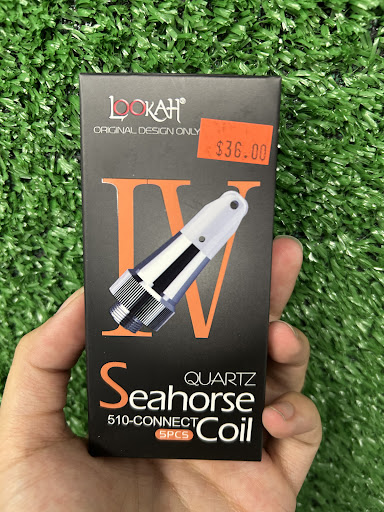 LOOKAH®
ORIGINAL DESIGN ONLY
$36.00
IV
QUARTZ
Seahorse
510-CONNECT Coil
5PCS